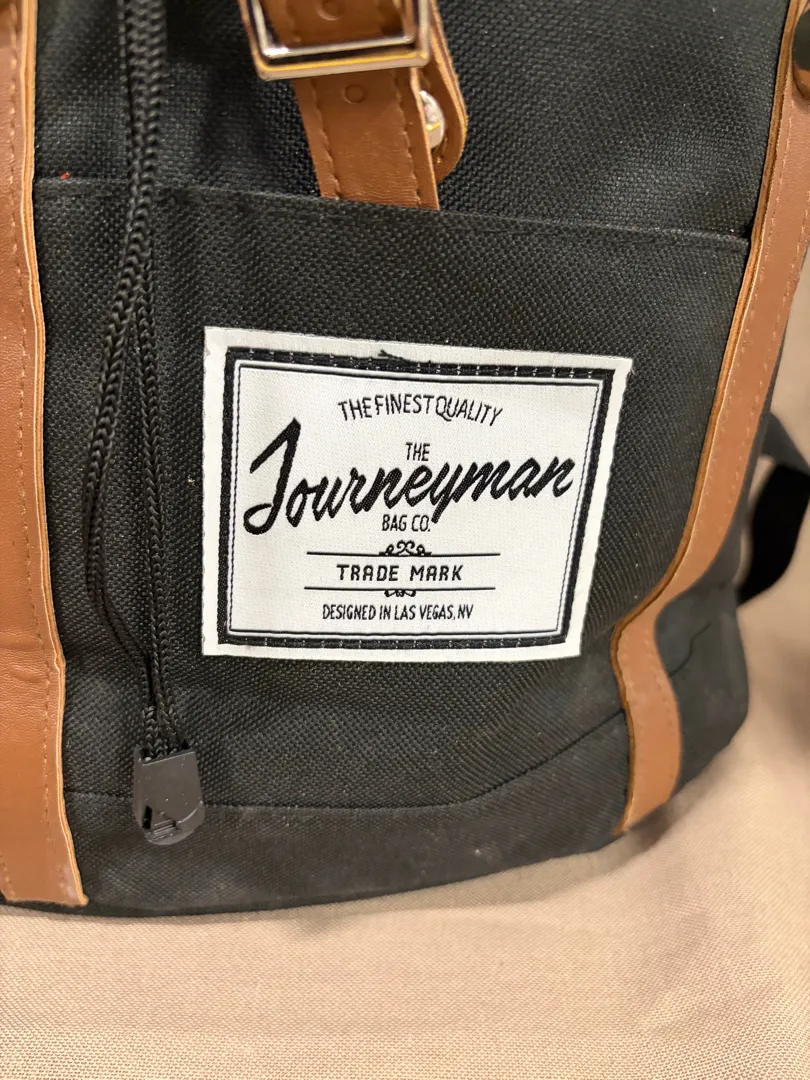 THE FINEST QUALITY
THE
Journeyman
BAG CO.
TRADE MARK
DESIGNED IN LAS VEGAS, NV